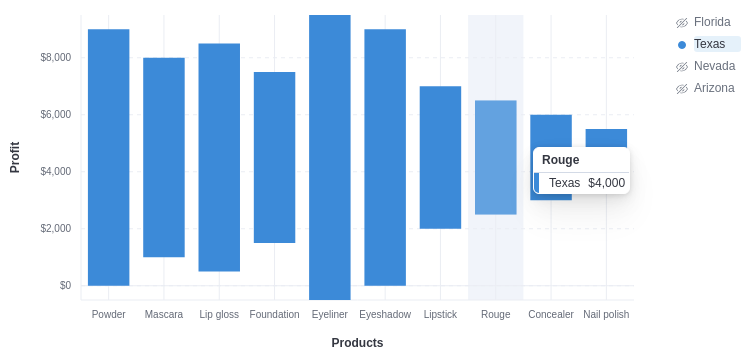 Florida
Texas
Nevada
Arizona
Profit
$8,000
$6,000
$4,000
$2,000
$0
Rouge
Texas $4,000
Powder Mascara Lip gloss Foundation Eyeliner Eyeshadow Lipstick Rouge Concealer Nail polish
Products